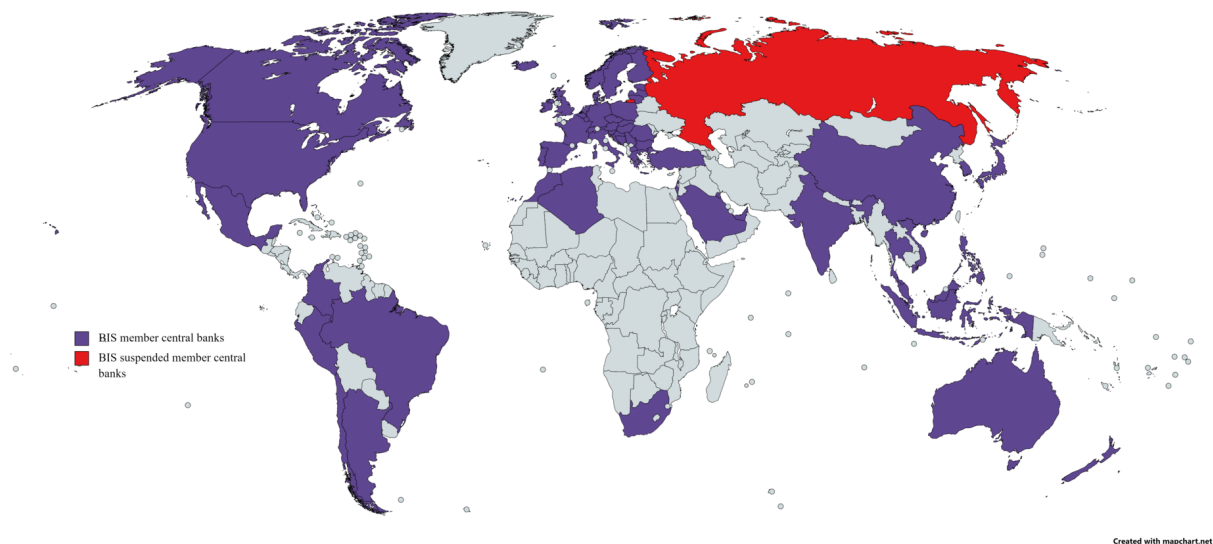 BIS member central banks
BIS suspended member central
banks
Created with mapchart.net